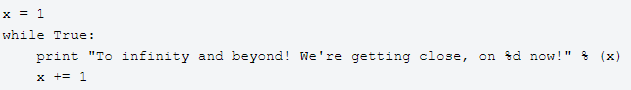 x = 1
while True:
    print "To infinity and beyond! We're getting close, on %d now!" % (x)
    x += 1